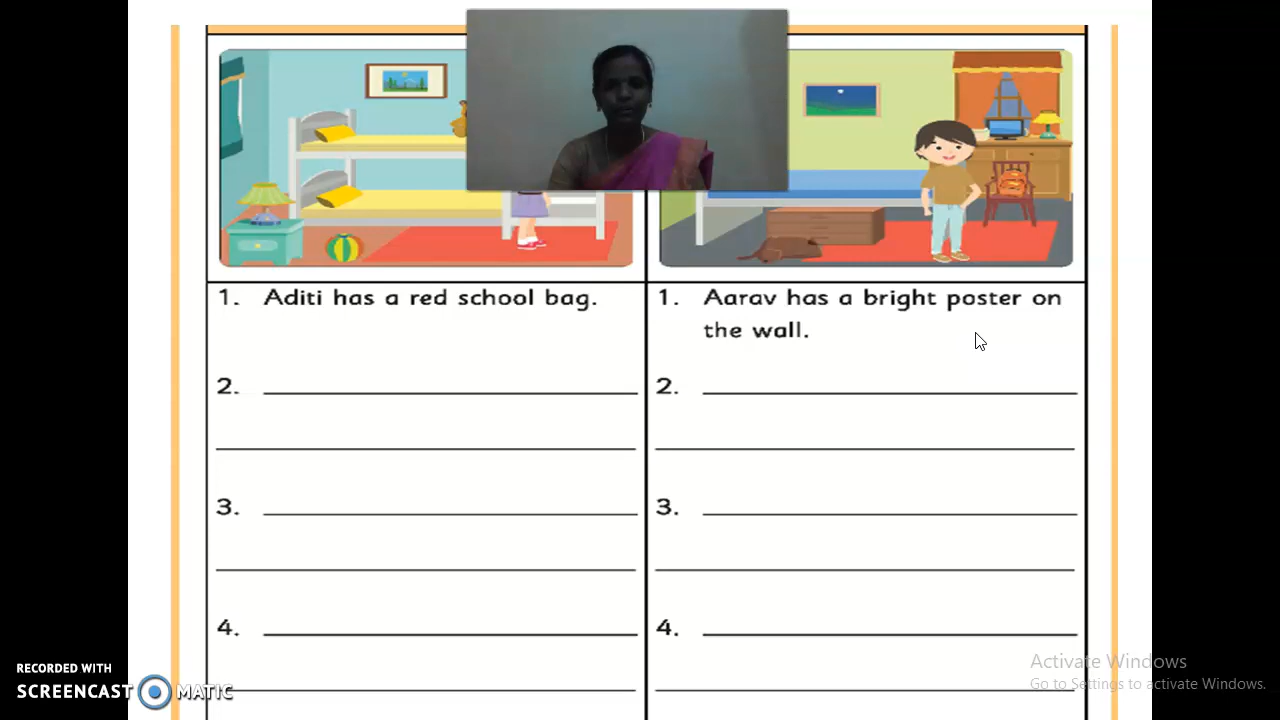 1. Aditi has a red school bag.
2.
3.
4.
1. Aarav has a bright poster on
the wall.
2.
3.
4.
Activate Windows
Go to Settings to activate Windows.
RECORDED WITH
SCREENCAST MATIC